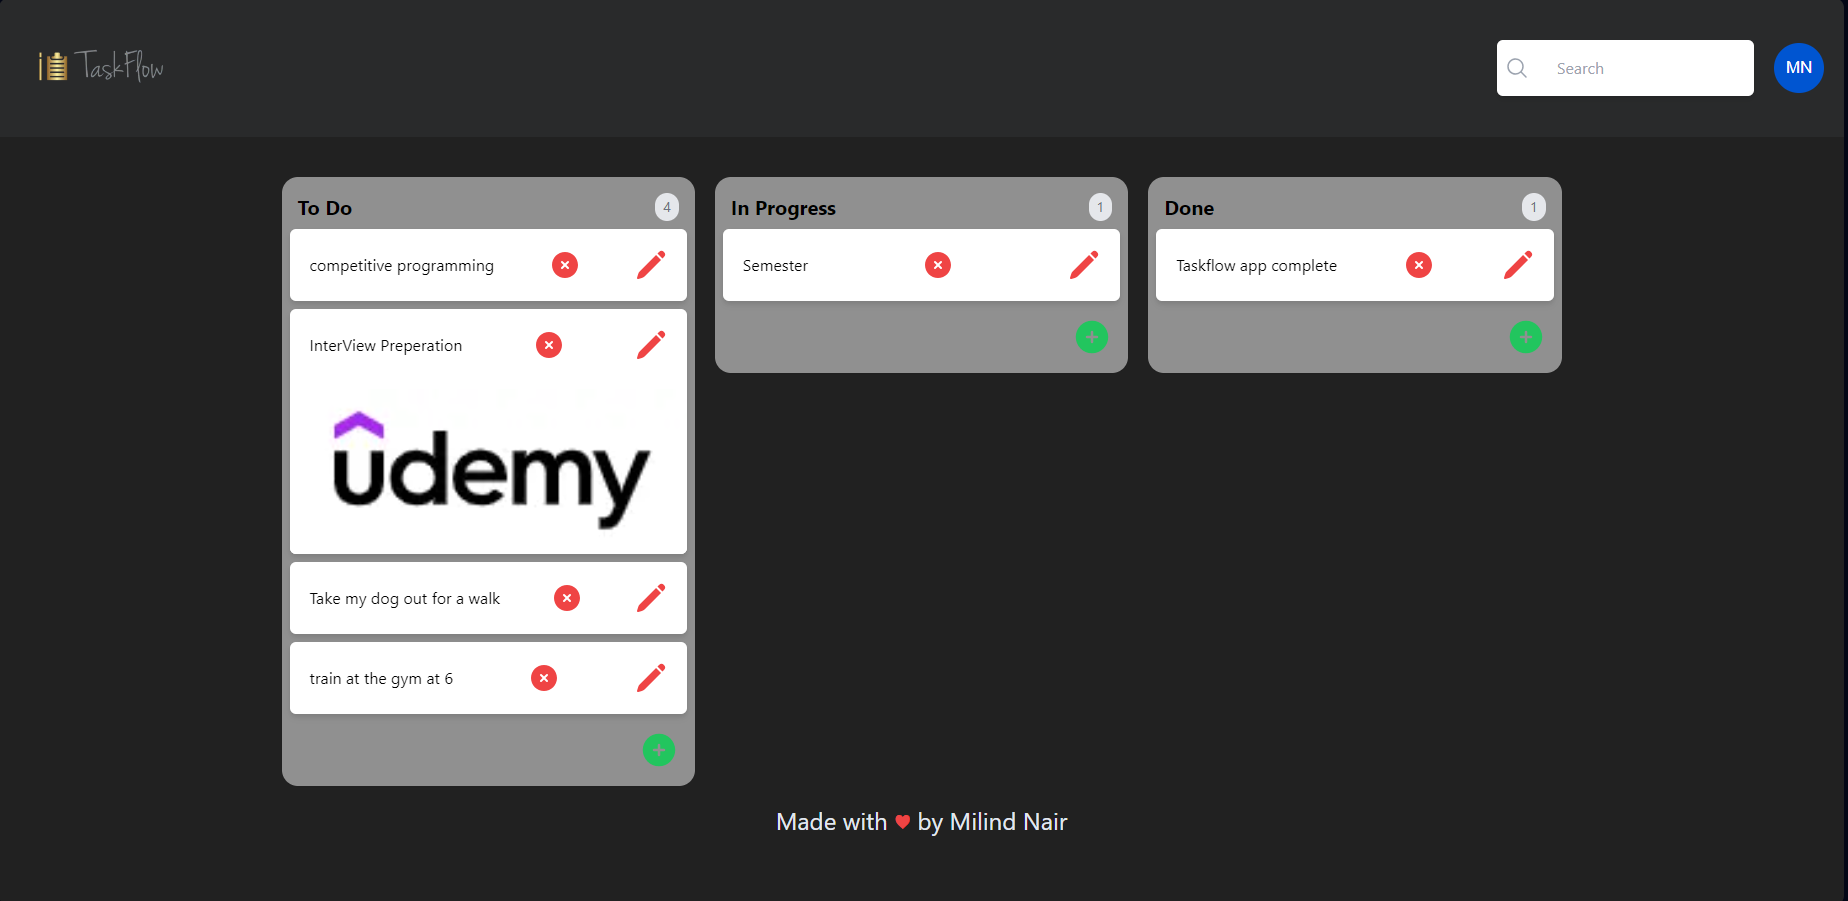 TaskFlow
Search
MN
To Do
4
competitive programming
InterView Preperation
udemy
Take my dog out for a walk
train at the gym at 6
In Progress
1
Semester
Done
1
Taskflow app complete
Made with ♥ by Milind Nair